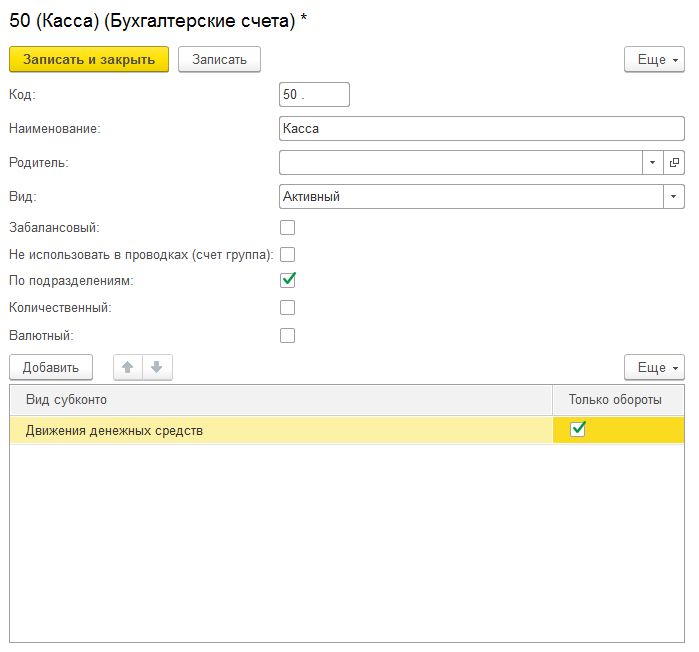 50 (Касса) (Бухгалтерские счета) *
Записать и закрыть Записать Еще
Код: 50 .
Наименование: Касса
Родитель:
Вид: Активный
Забалансовый:
Не использовать в проводках (счет группа):
По подразделениям:
Количественный:
Валютный:
Добавить Еще
Вид субконто Только обороты
Движения денежных средств